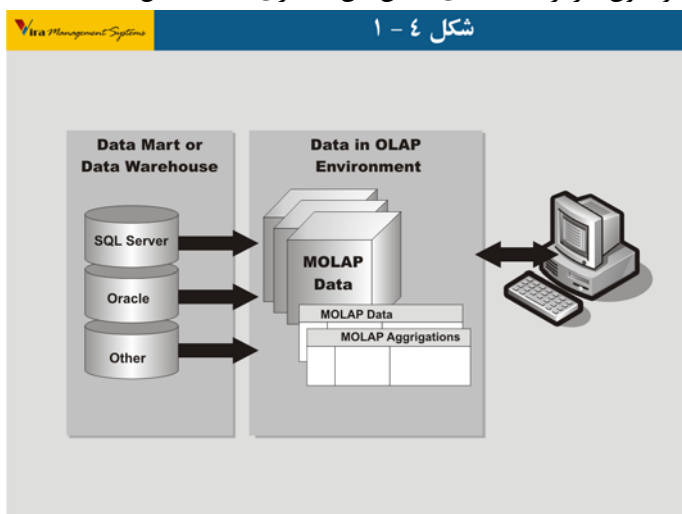 Vira Management Systems
شکل ٤ – ١
Data Mart or
Data Warehouse
Data in OLAP
Environment
SQL Server
Oracle
Other
MOLAP
Data
MOLAP Data
MOLAP Aggrigations